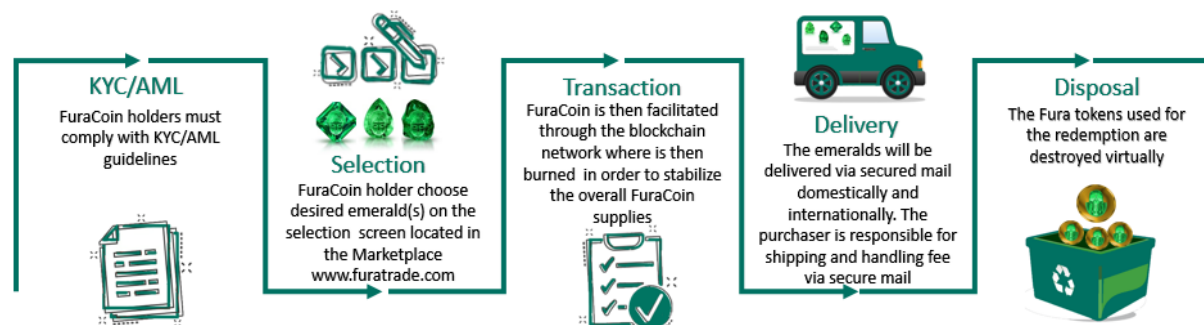 KYC/AML
FuraCoin holders must
comply with KYC/AML
guidelines
Selection
FuraCoin holder choose
desired emerald(s) on the
selection screen located in
the Marketplace
www.furatrade.com
Transaction
FuraCoin is then facilitated
through the blockchain
network where is then
burned in order to stabilize
the overall FuraCoin
supplies
Delivery
The emeralds will be
delivered via secured mail
domestically and
internationally. The
purchaser is responsible for
shipping and handling fee
via secure mail
Disposal
The Fura tokens used for
the redemption are
destroyed virtually